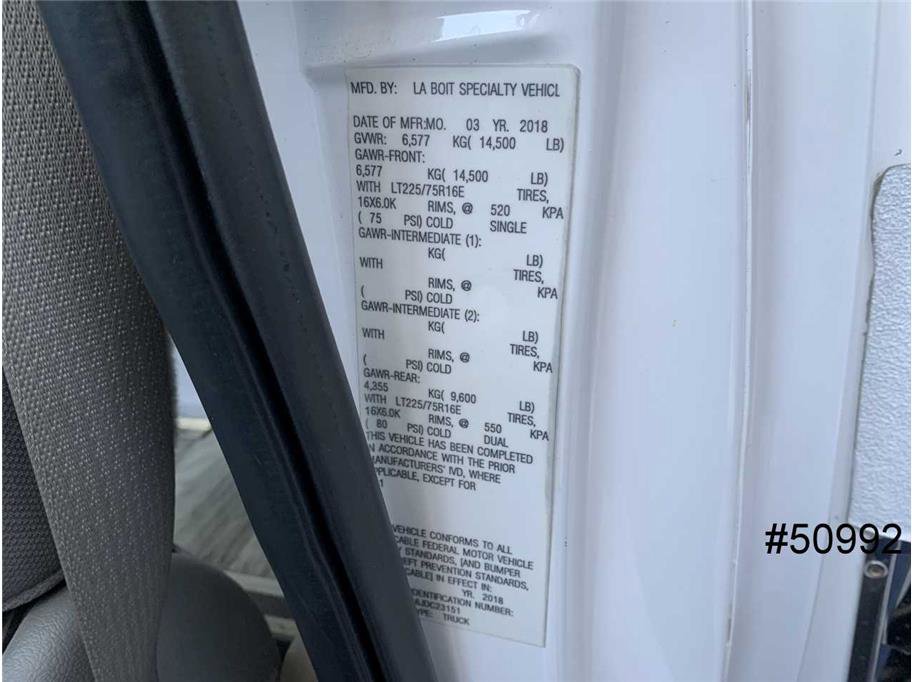 MFD. BY: LA BOIT SPECIALTY VEHICL
DATE OF MFR:MO. 03 YR. 2018
GVWR: 6,577 KG( 14,500 LB)
GAWR-FRONT:
6,577 KG( 14,500 LB)
WITH LT225/75R16E TIRES,
16X6.0K RIMS, @ 520 KPA
( 75 PSI) COLD SINGLE
GAWR-INTERMEDIATE (1):
KG( LB)
WITH TIRES,
RIMS, @ KPA
( PSI) COLD
GAWR-INTERMEDIATE (2):
KG( LB)
WITH TIRES,
RIMS, @ KPA
( PSI) COLD
GAWR-REAR:
4,355 KG( 9,600 LB)
WITH LT225/75R16E TIRES,
16X6.0K RIMS, @ 550 KPA
( 80 PSI) COLD DUAL
THIS VEHICLE HAS BEEN COMPLETED
IN ACCORDANCE WITH THE PRIOR
MANUFACTURERS' IVD, WHERE
APPLICABLE, EXCEPT FOR
VEHICLE CONFORMS TO ALL
CABLE FEDERAL MOTOR VEHICLE
Y STANDARDS, [AND BUMPER
EFT PREVENTION STANDARDS,
CABLE] IN EFFECT IN:
YR. 2018
IDENTIFICATION NUMBER:
JDC23151
YPE: TRUCK
#50992